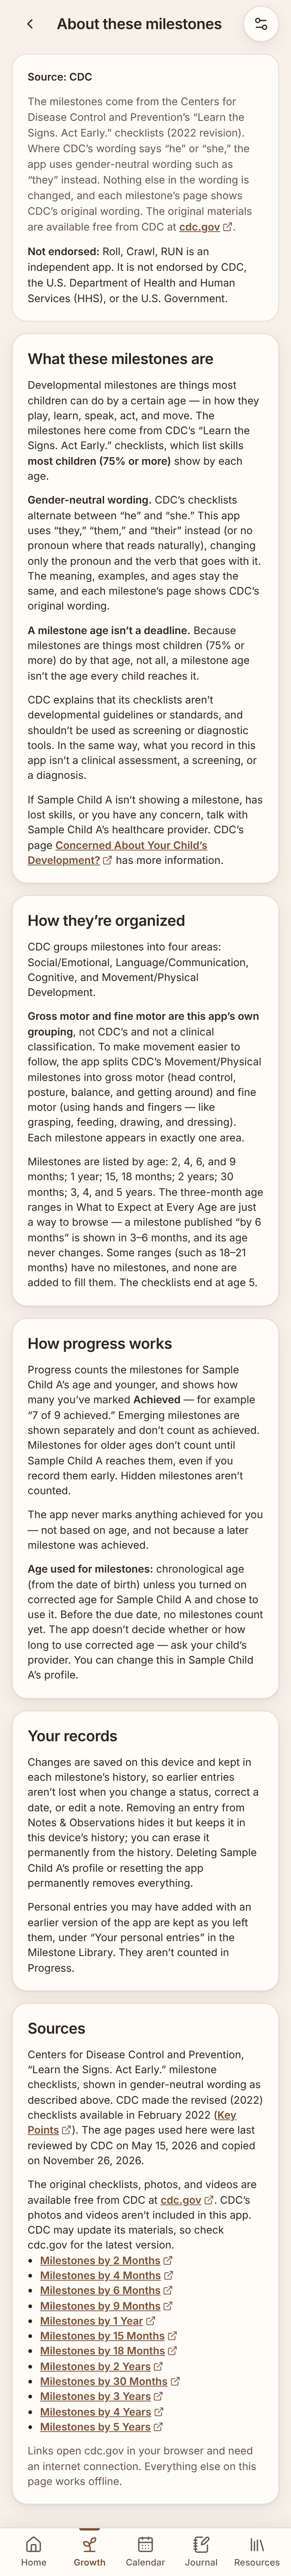 About these milestones
Source: CDC
The milestones come from the Centers for
Disease Control and Prevention's “Learn the
Signs. Act Early.” checklists (2022 revision).
Where CDC's wording says “he” or “she,” the
app uses gender-neutral wording such as
“they” instead. Nothing else in the wording is
changed, and each milestone's page shows
CDC's original wording. The original materials
are available free from CDC at cdc.gov.
Not endorsed: Roll, Crawl, RUN is an
independent app. It is not endorsed by CDC,
the U.S. Department of Health and Human
Services (HHS), or the U.S. Government.
What these milestones are
Developmental milestones are things most
children can do by a certain age — in how they
play, learn, speak, act, and move. The
milestones here come from CDC's “Learn the
Signs. Act Early.” checklists, which list skills
most children (75% or more) show by each
age.
Gender-neutral wording. CDC's checklists
alternate between “he” and “she.” This app
uses “they,” “them,” and “their” instead (or no
pronoun where that reads naturally), changing
only the pronoun and the verb that goes with it.
The meaning, examples, and ages stay the
same, and each milestone's page shows CDC's
original wording.
A milestone age isn't a deadline. Because
milestones are things most children (75% or
more) do by that age, not all, a milestone age
isn't the age every child reaches it.
CDC explains that its checklists aren't
developmental guidelines or standards, and
shouldn't be used as screening or diagnostic
tools. In the same way, what you record in this
app isn't a clinical assessment, a screening, or
a diagnosis.
If Sample Child A isn't showing a milestone, has
lost skills, or you have any concern, talk with
Sample Child A's healthcare provider. CDC's
page Concerned About Your Child's
Development? has more information.
How they're organized
CDC groups milestones into four areas:
Social/Emotional, Language/Communication,
Cognitive, and Movement/Physical
Development.
Gross motor and fine motor are this app's own
grouping, not CDC's and not a clinical
classification. To make movement easier to
follow, the app splits CDC's Movement/Physical
milestones into gross motor (head control,
posture, balance, and getting around) and fine
motor (using hands and fingers — like
grasping, feeding, drawing, and dressing).
Each milestone appears in exactly one area.
Milestones are listed by age: 2, 4, 6, and 9
months; 1 year; 15, 18 months; 2 years; 30
months; 3, 4, and 5 years. The three-month age
ranges in What to Expect at Every Age are just
a way to browse — a milestone published “by 6
months” is shown in 3–6 months, and its age
never changes. Some ranges (such as 18–21
months) have no milestones, and none are
added to fill them. The checklists end at age 5.
How progress works
Progress counts the milestones for Sample
Child A's age and younger, and shows how
many you've marked Achieved — for example
“7 of 9 achieved.” Emerging milestones are
shown separately and don't count as achieved.
Milestones for older ages don't count until
Sample Child A reaches them, even if you
record them early. Hidden milestones aren't
counted.
The app never marks anything achieved for you
— not based on age, and not because a later
milestone was achieved.
Age used for milestones: chronological age
(from the date of birth) unless you turned on
corrected age for Sample Child A and chose to
use it. Before the due date, no milestones count
yet. The app doesn't decide whether or how
long to use corrected age — ask your child's
provider. You can change this in Sample Child
A's profile.
Your records
Changes are saved on this device and kept in
each milestone's history, so earlier entries
aren't lost when you change a status, correct a
date, or edit a note. Removing an entry from
Notes & Observations hides it but keeps it in
this device's history; you can erase it
permanently from the history. Deleting Sample
Child A's profile or resetting the app
permanently removes everything.
Personal entries you may have added with an
earlier version of the app are kept as you left
them, under “Your personal entries” in the
Milestone Library. They aren't counted in
Progress.
Sources
Centers for Disease Control and Prevention,
“Learn the Signs. Act Early.” milestone
checklists, shown in gender-neutral wording as
described above. CDC made the revised (2022)
checklists available in February 2022 (Key
Points). The age pages used here were last
reviewed by CDC on May 15, 2026 and copied
on November 26, 2026.
The original checklists, photos, and videos are
available free from CDC at cdc.gov. CDC's
photos and videos aren't included in this app.
CDC may update its materials, so check
cdc.gov for the latest version.
• Milestones by 2 Months
• Milestones by 4 Months
• Milestones by 6 Months
• Milestones by 9 Months
• Milestones by 1 Year
• Milestones by 15 Months
• Milestones by 18 Months
• Milestones by 2 Years
• Milestones by 30 Months
• Milestones by 3 Years
• Milestones by 4 Years
• Milestones by 5 Years
Links open cdc.gov in your browser and need
an internet connection. Everything else on this
page works offline.
Home Growth Calendar Journal Resources